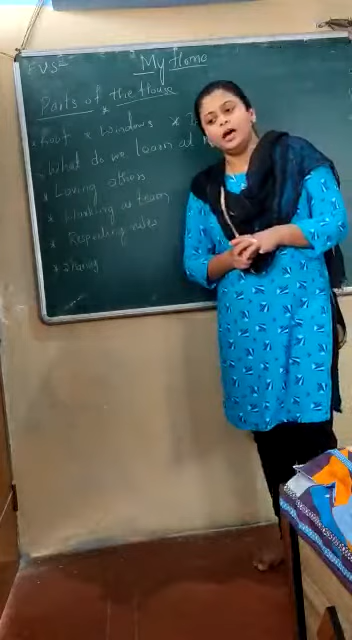 EVS
My Home
Parts of the House
* Roof * Windows *
What do we learn at
* Loving others
* Working as team
* Respecting rules
* Sharing